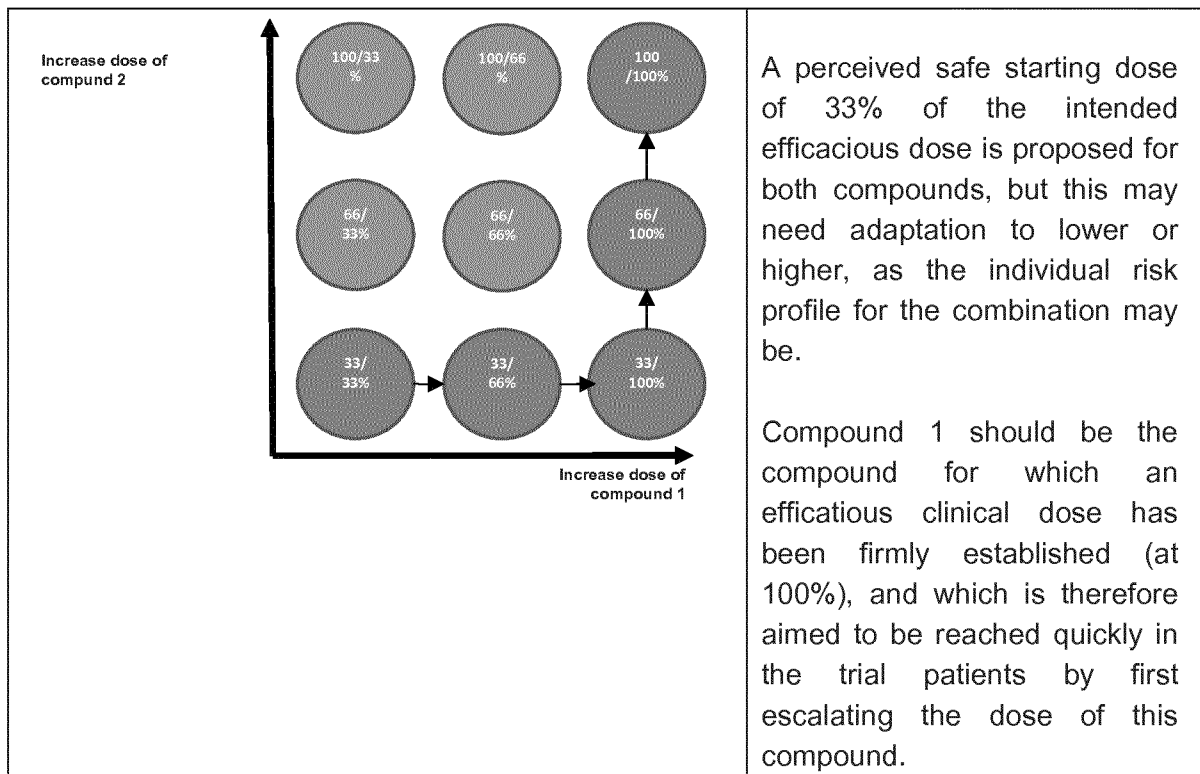 Increase dose of
compund 2
100/33
%
100/66
%
100
/100%
66/
33%
66/
66%
66/
100%
33/
33%
33/
66%
33/
100%
Increase dose of
compound 1
A perceived safe starting dose
of 33% of the intended
efficacious dose is proposed for
both compounds, but this may
need adaptation to lower or
higher, as the individual risk
profile for the combination may
be.
Compound 1 should be the
compound for which an
efficatious clinical dose has
been firmly established (at
100%), and which is therefore
aimed to be reached quickly in
the trial patients by first
escalating the dose of this
compound.